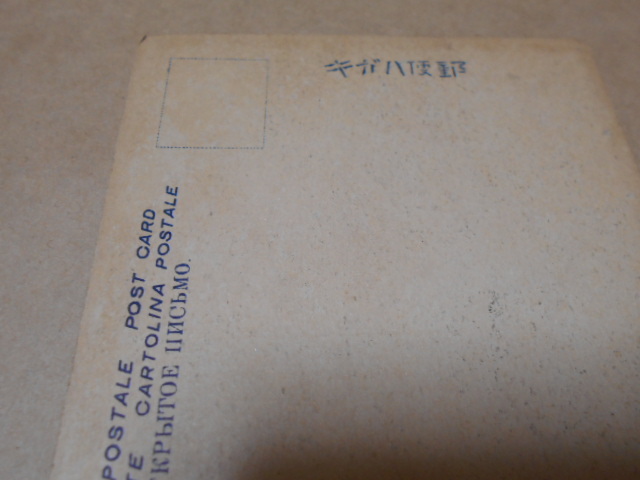 キガハ便郵
POSTALE POST CARD
TE CARTOLINA POSTALE
КРЫТОЕ ПИСЬМО.